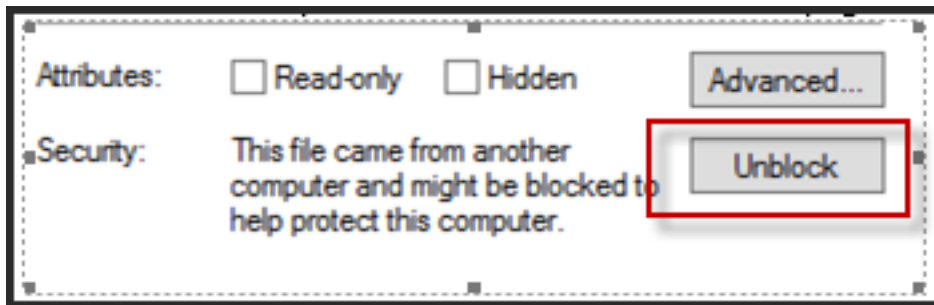 Attributes: Read-only Hidden Advanced...
Security: This file came from another Unblock
computer and might be blocked to
help protect this computer.